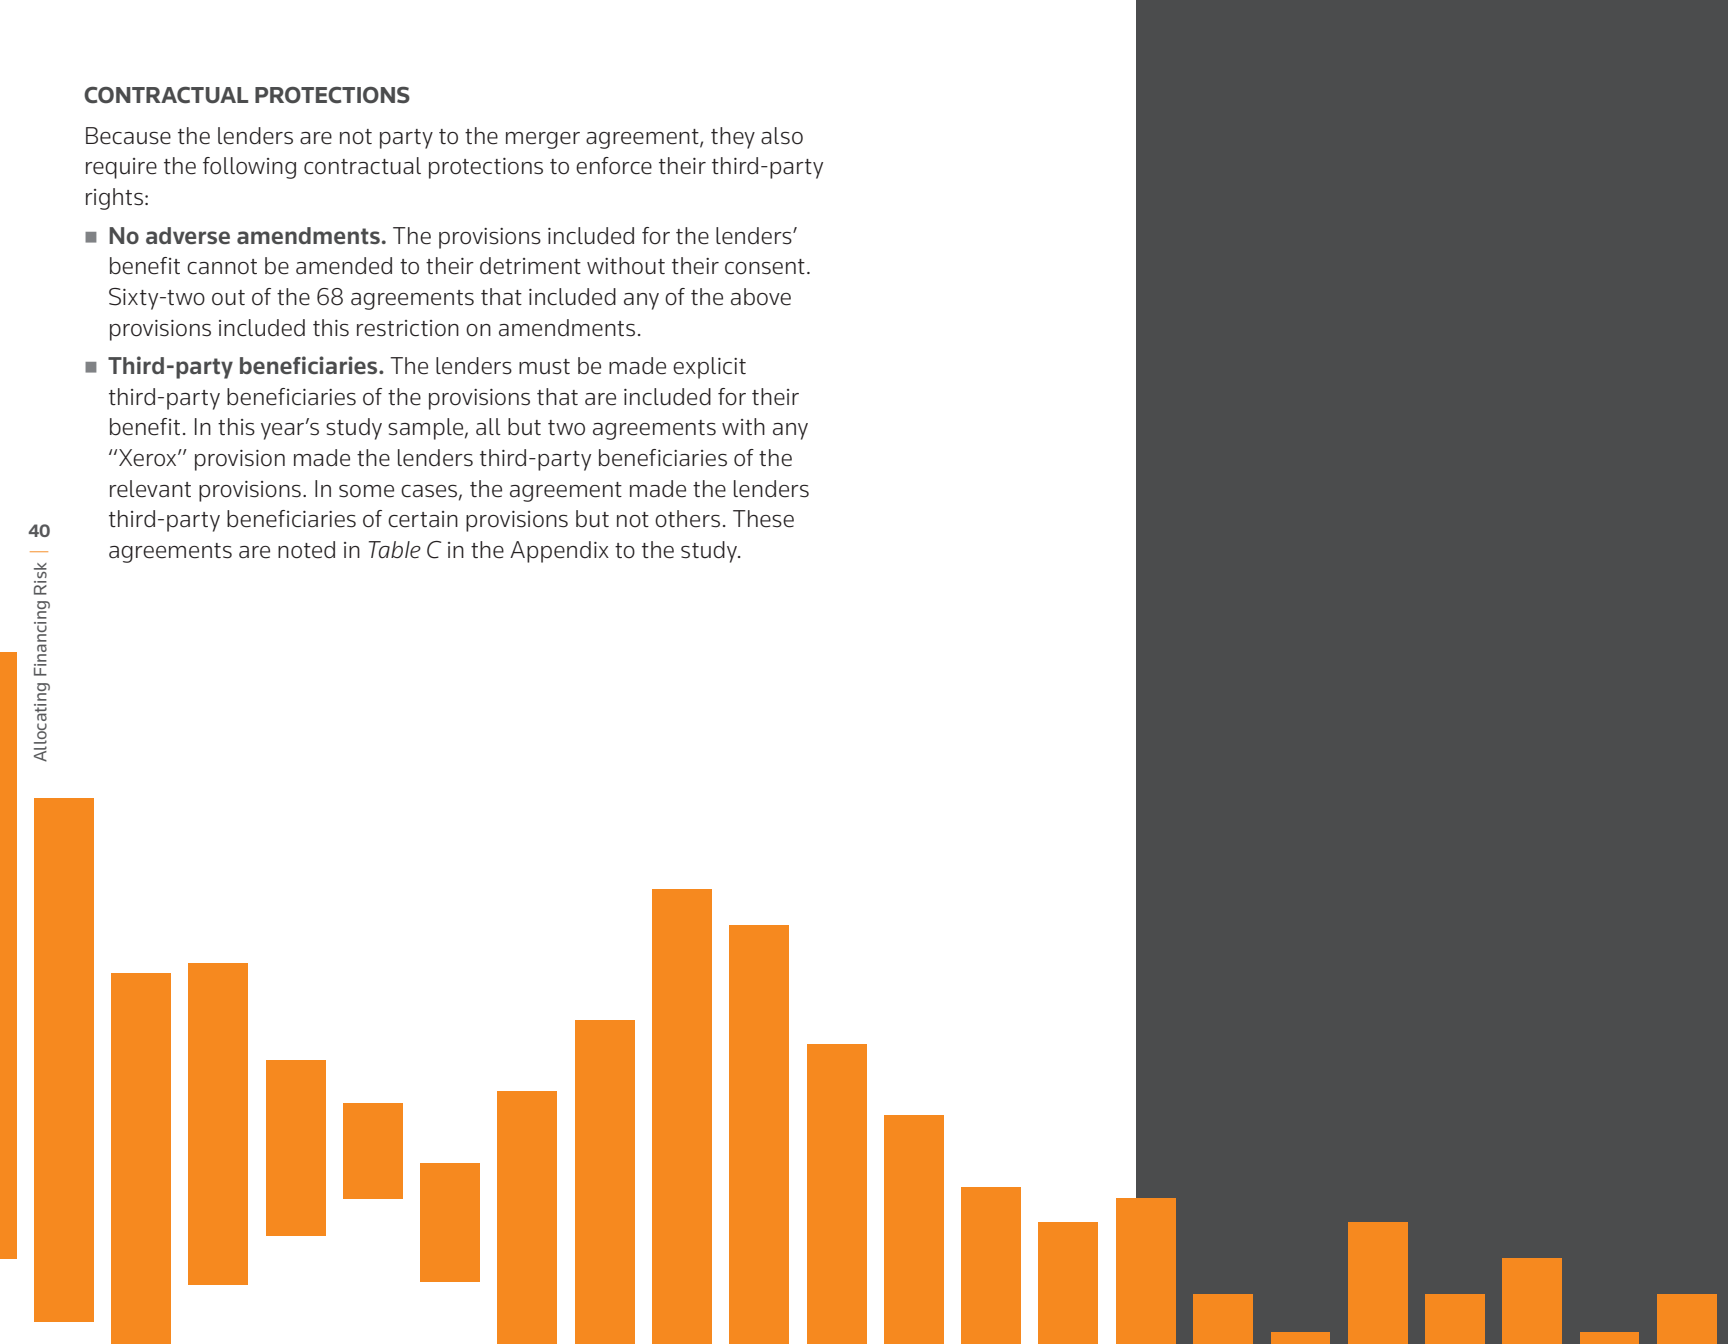 CONTRACTUAL PROTECTIONS
Because the lenders are not party to the merger agreement, they also
require the following contractual protections to enforce their third-party
rights:
■ No adverse amendments. The provisions included for the lenders’
benefit cannot be amended to their detriment without their consent.
Sixty-two out of the 68 agreements that included any of the above
provisions included this restriction on amendments.
■ Third-party beneficiaries. The lenders must be made explicit
third-party beneficiaries of the provisions that are included for their
benefit. In this year’s study sample, all but two agreements with any
“Xerox” provision made the lenders third-party beneficiaries of the
relevant provisions. In some cases, the agreement made the lenders
third-party beneficiaries of certain provisions but not others. These
agreements are noted in Table C in the Appendix to the study.
40
Allocating Financing Risk